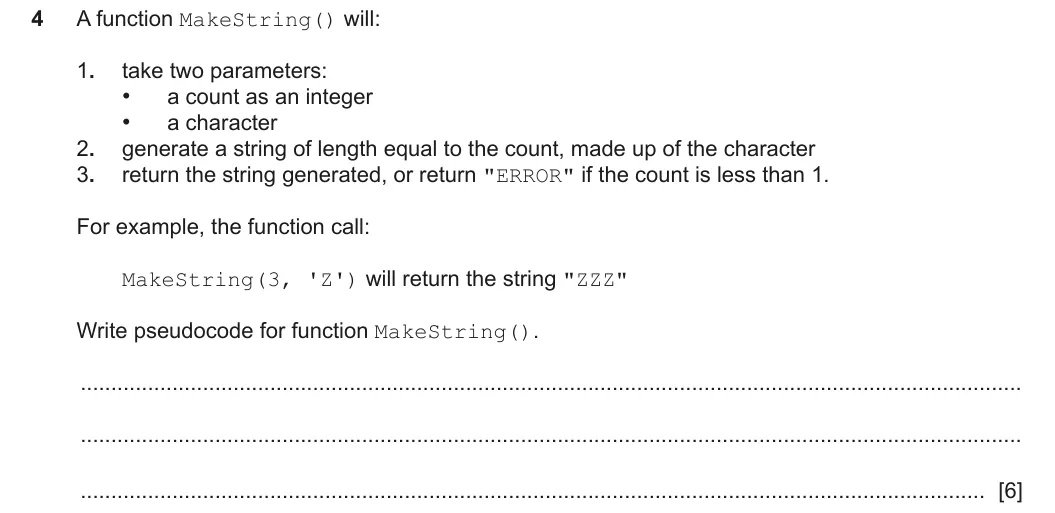 4 A function MakeString() will:
1. take two parameters:
• a count as an integer
• a character
2. generate a string of length equal to the count, made up of the character
3. return the string generated, or return "ERROR" if the count is less than 1.
For example, the function call:
MakeString(3, 'Z') will return the string "ZZZ"
Write pseudocode for function MakeString().
[6]